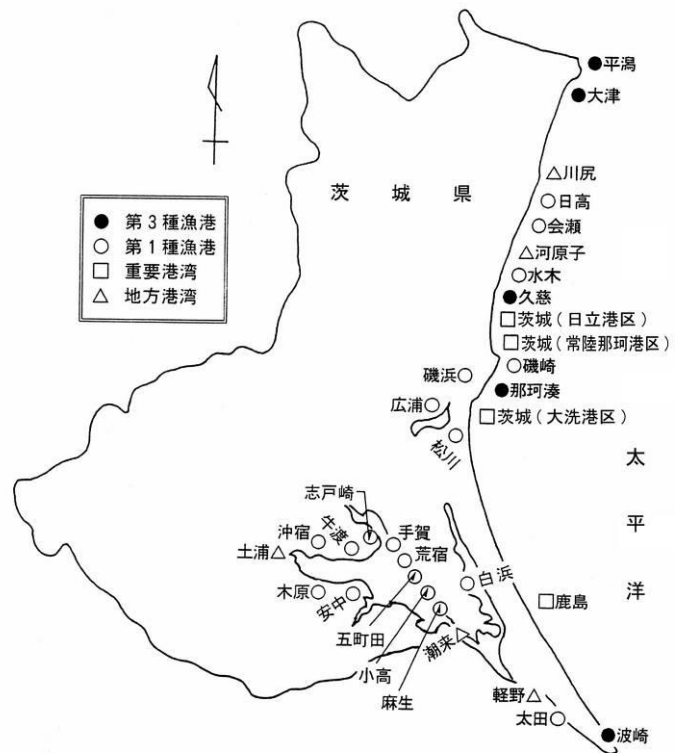 平潟
大津
川尻
茨城県
日高
会瀬
第3種漁港
第1種漁港
重要港湾
地方港湾
河原子
水木
久慈
茨城(日立港区)
茨城(常陸那珂港区)
磯崎
磯浜
那珂湊
広浦
茨城(大洗港区)
松川
太平洋
志戸崎
牛渡
手賀
沖宿
荒宿
土浦
白浜
木原
安中
鹿島
五町田
潮来
小高
麻生
軽野
太田
波崎